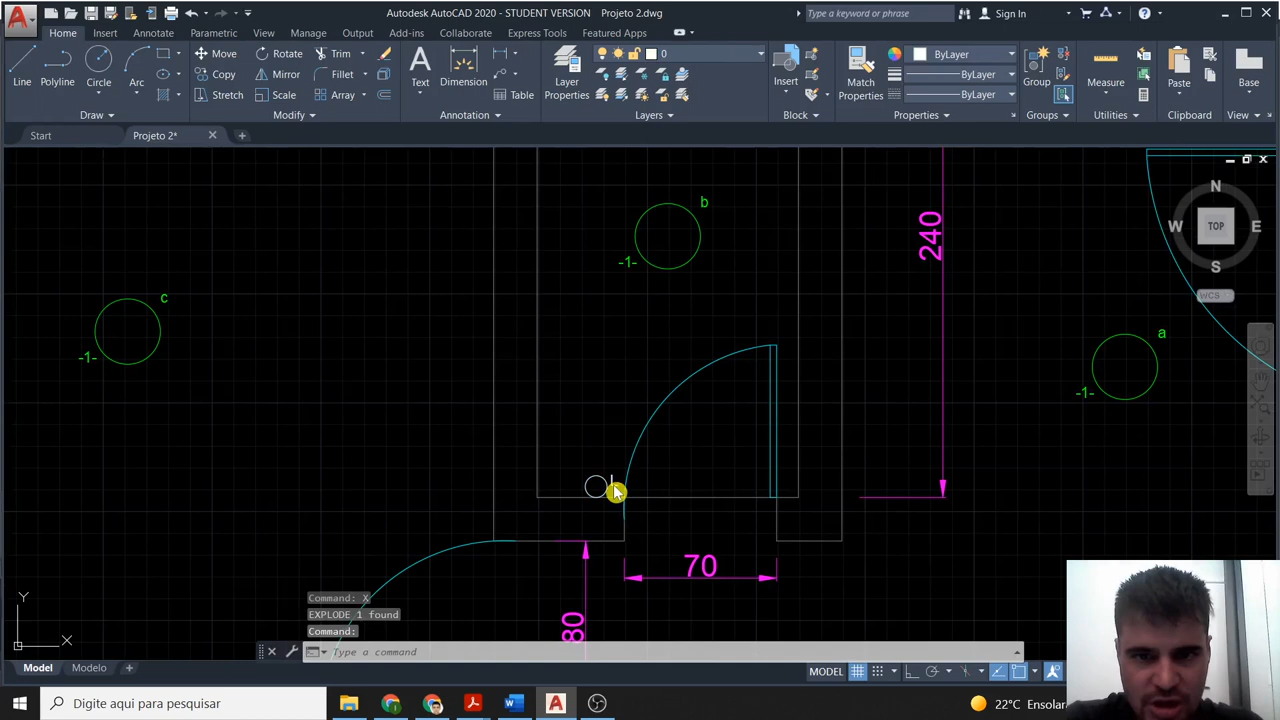 Autodesk AutoCAD 2020 - STUDENT VERSION Projeto 2.dwg
Type a keyword or phrase
Sign In
Home Insert Annotate Parametric View Manage Output Add-ins Collaborate Express Tools Featured Apps
Line Polyline Circle Arc
Move Rotate Trim
Copy Mirror Fillet
Stretch Scale Array
Text Dimension Table
Layer Properties
0
Insert
Match Properties
ByLayer
ByLayer
ByLayer
Group
Measure
Paste
Base
Draw Modify Annotation Layers Block Properties Groups Utilities Clipboard View
Start Projeto 2*
N
W TOP E
S
WCS
b
-1-
240
c
-1-
a
-1-
70
80
Command: X
EXPLODE 1 found
Command:
Type a command
Y
X
Model Modelo
MODEL
Digite aqui para pesquisar
22°C Ensolar